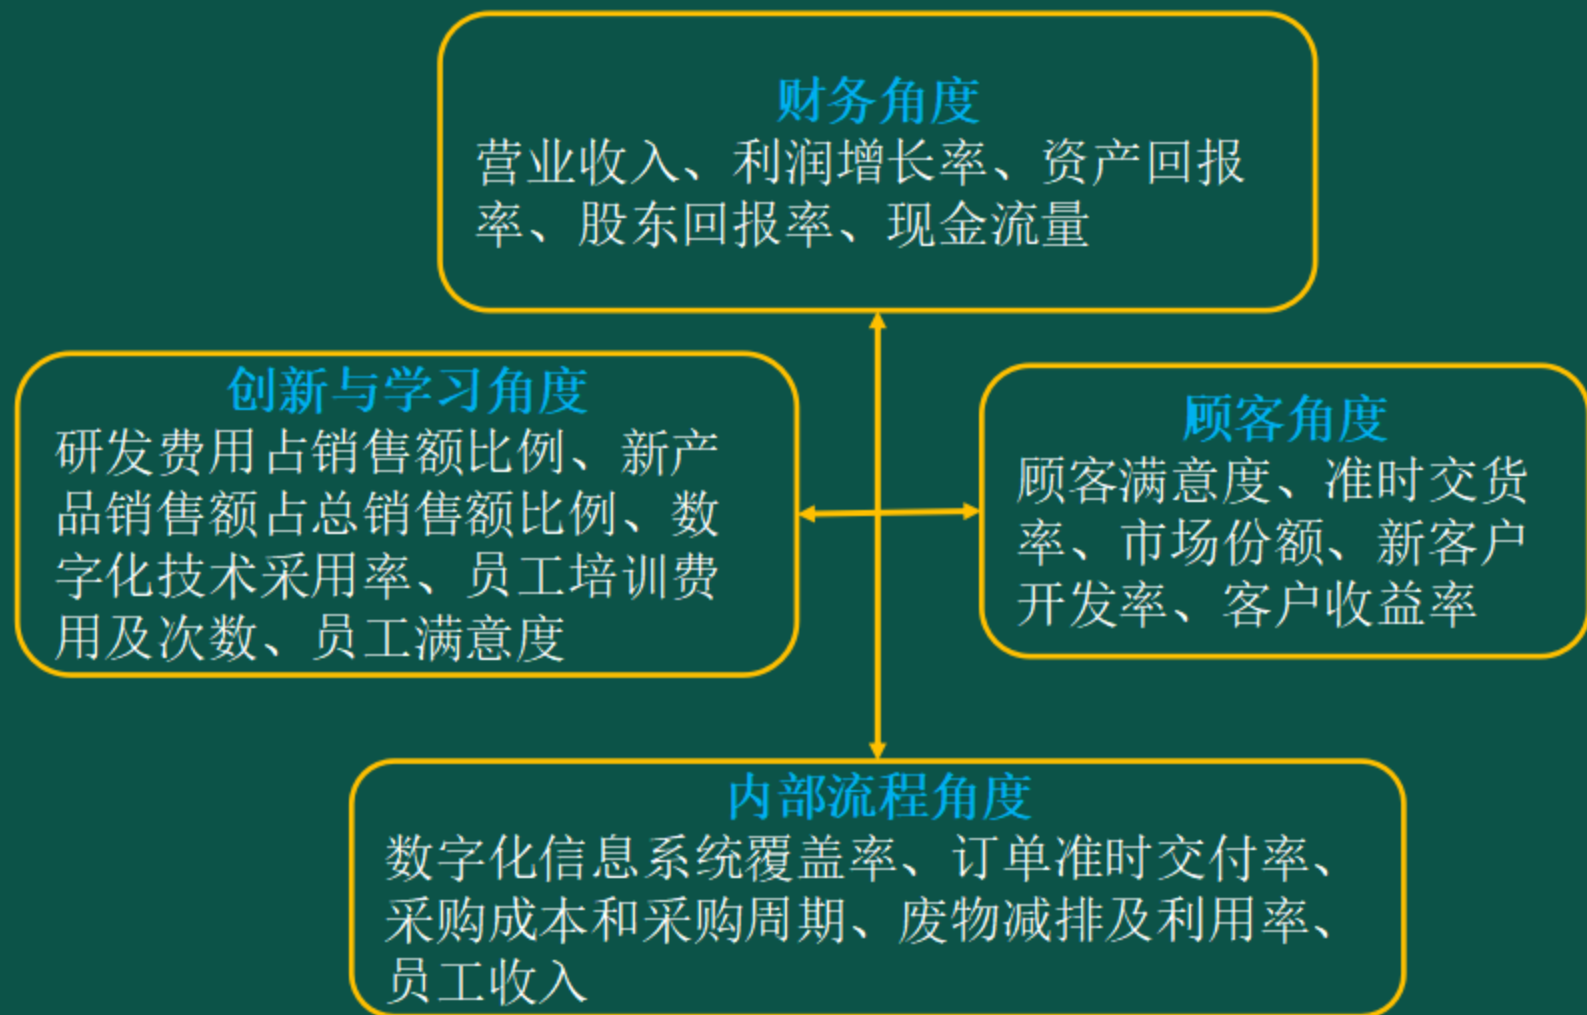 财务角度
营业收入、利润增长率、资产回报
率、股东回报率、现金流量
创新与学习角度
研发费用占销售额比例、新产
品销售额占总销售额比例、数
字化技术采用率、员工培训费
用及次数、员工满意度
顾客角度
顾客满意度、准时交货
率、市场份额、新客户
开发率、客户收益率
内部流程角度
数字化信息系统覆盖率、订单准时交付率、
采购成本和采购周期、废物减排及利用率、
员工收入